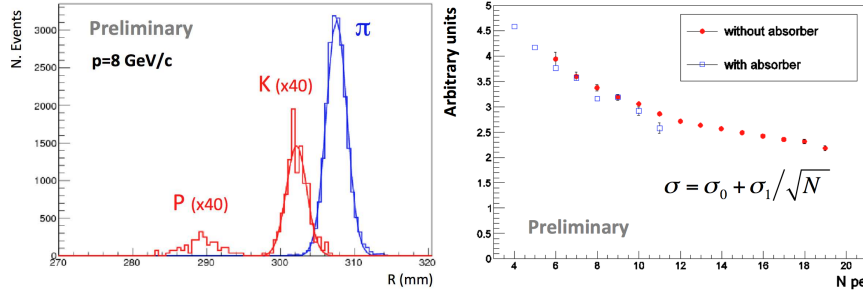 N. Events
Preliminary
p=8 GeV/c
π
K (x40)
P (x40)
3000
2500
2000
1500
1000
500
0
270 280 290 300 310 320
R (mm)
Arbitrary units
5
4.5
4
3.5
3
2.5
2
1.5
1
0.5
0
without absorber
with absorber
σ = σ₀ + σ₁/√N
Preliminary
4 6 8 10 12 14 16 18 20
N pe